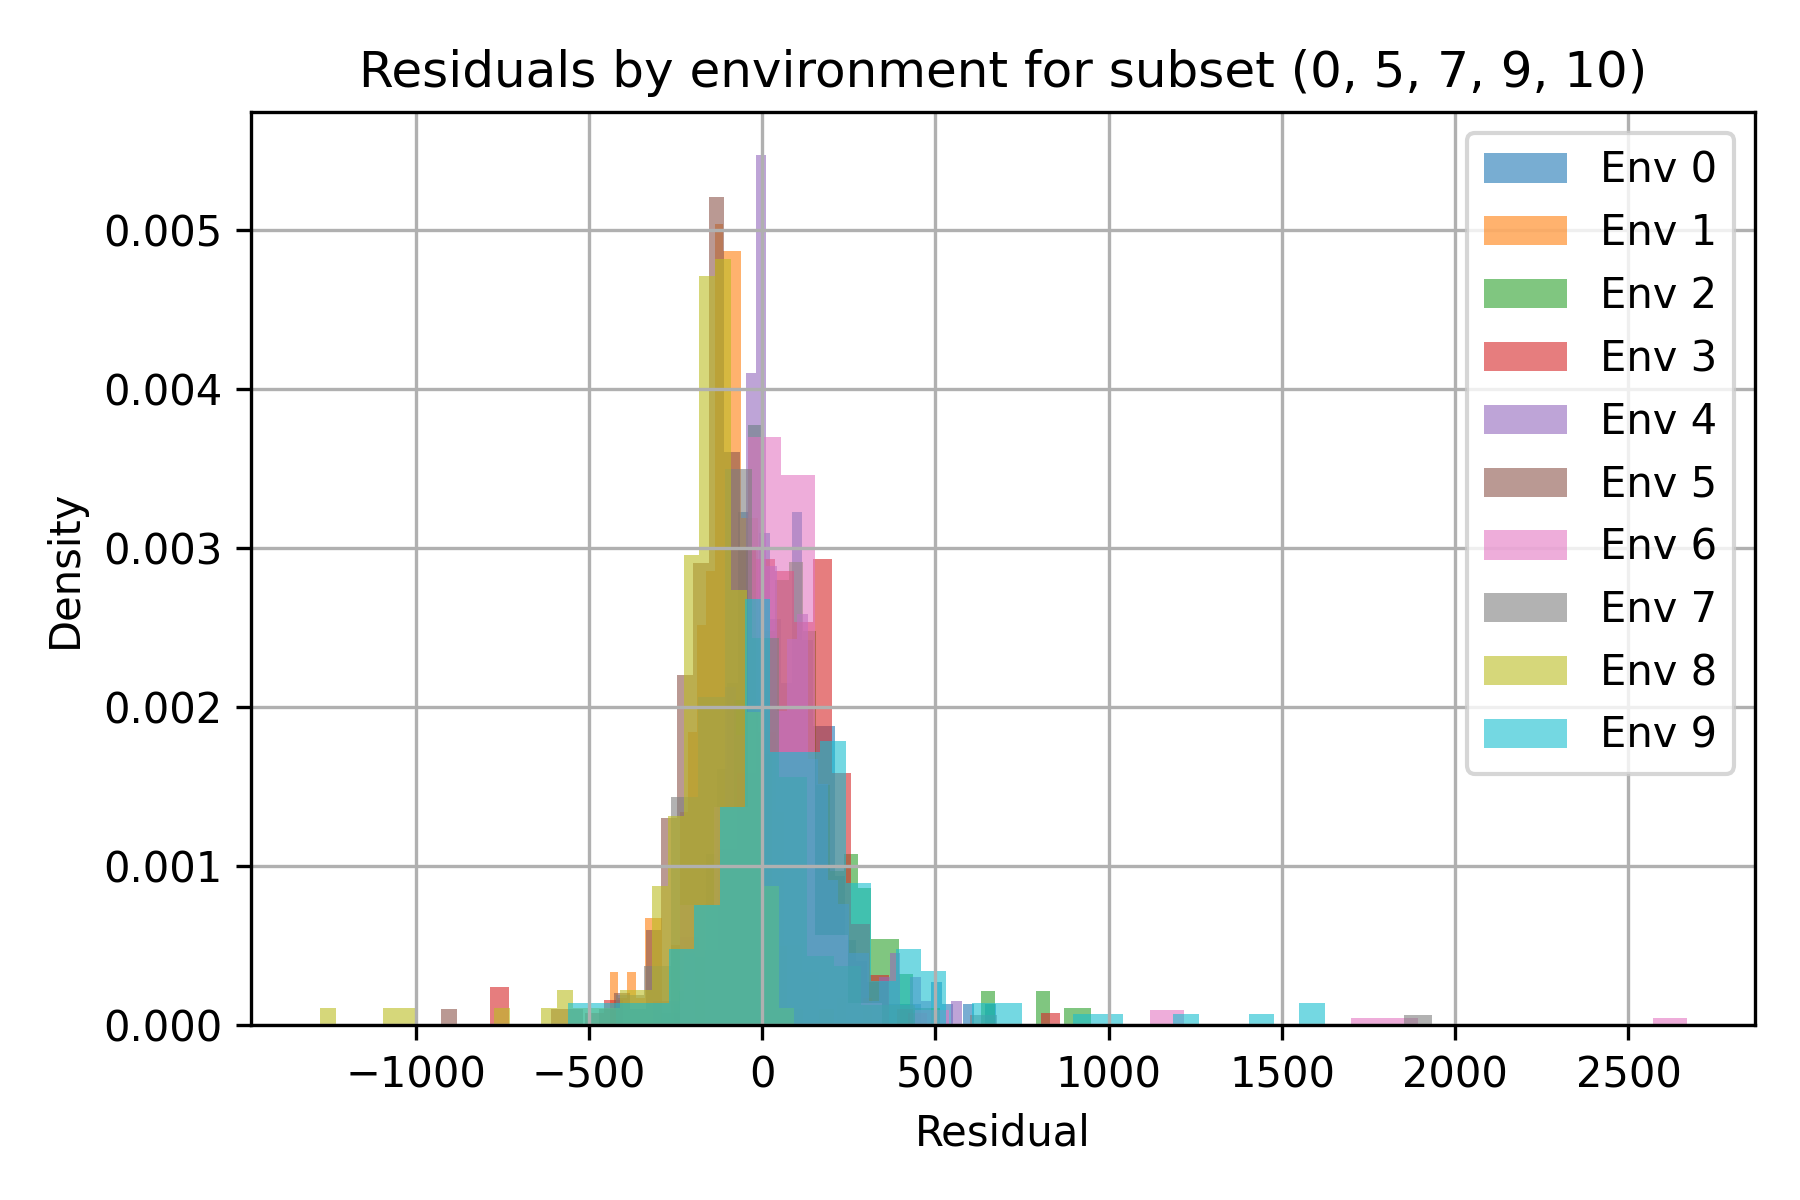 Residuals by environment for subset (0, 5, 7, 9, 10)
Density
0.005
0.004
0.003
0.002
0.001
0.000
−1000 −500 0 500 1000 1500 2000 2500
Residual
Env 0
Env 1
Env 2
Env 3
Env 4
Env 5
Env 6
Env 7
Env 8
Env 9